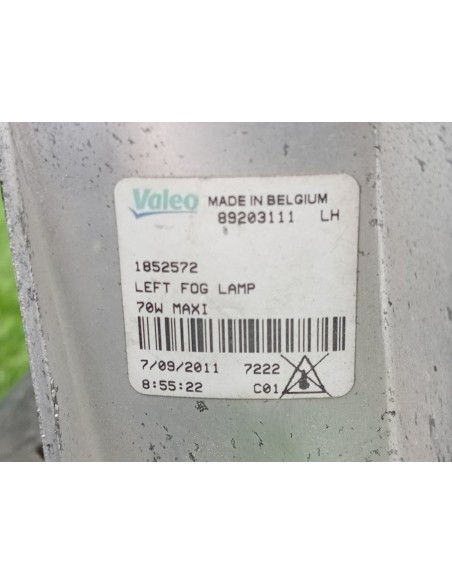 Valeo MADE IN BELGIUM
89203111 LH
1852572
LEFT FOG LAMP
70W MAXI
7/09/2011 7222
8:55:22 C01